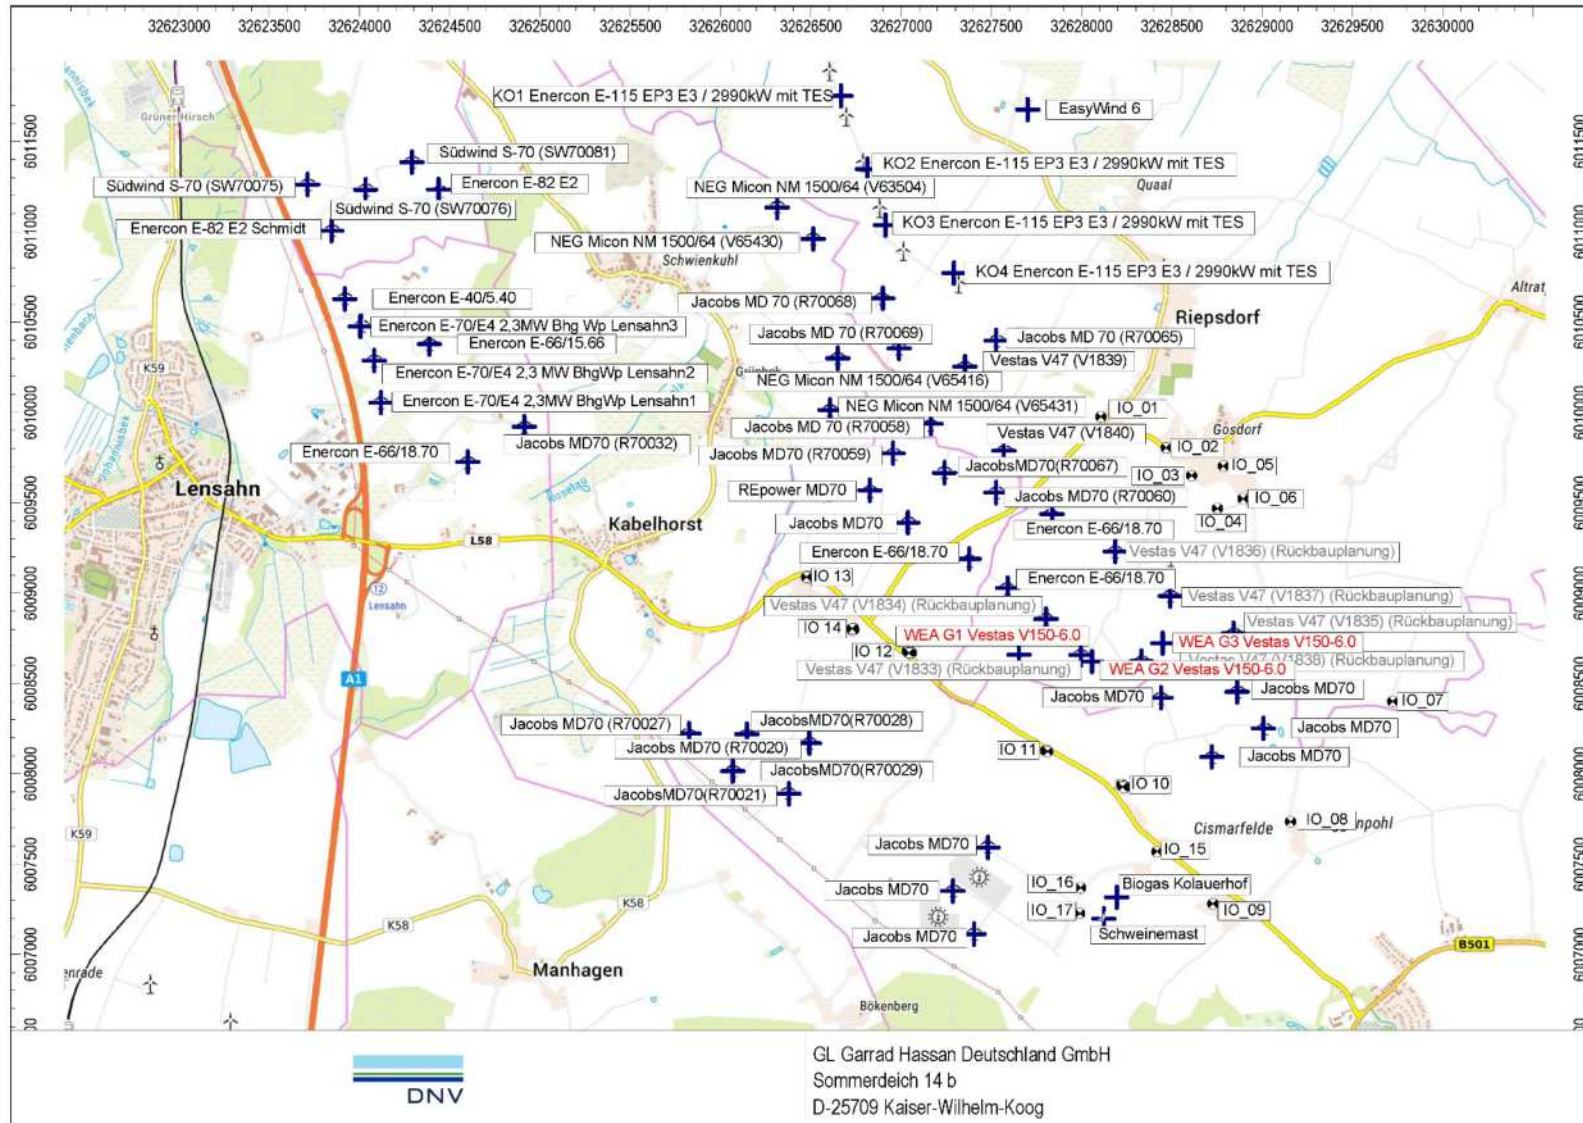 32623000 32623500 32624000 32624500 32625000 32625500 32626000 32626500 32627000 32627500 32628000 32628500 32629000 32629500 32630000
KO1 Enercon E-115 EP3 E3 / 2990kW mit TES
EasyWind 6
Grüner Hirsch
6011500 6011500
Südwind S-70 (SW70081)
KO2 Enercon E-115 EP3 E3 / 2990kW mit TES
Südwind S-70 (SW70075)
Enercon E-82 E2
NEG Micon NM 1500/64 (V63504)
Quaal
Südwind S-70 (SW70076)
Enercon E-82 E2 Schmidt
KO3 Enercon E-115 EP3 E3 / 2990kW mit TES
6011000 6011000
NEG Micon NM 1500/64 (V65430)
Schwienkuhl
KO4 Enercon E-115 EP3 E3 / 2990kW mit TES
Enercon E-40/5.40
Jacobs MD 70 (R70068)
Riepsdorf
6010500 6010500
Enercon E-70/E4 2,3MW Bhg Wp Lensahn3
Jacobs MD 70 (R70069)
Jacobs MD 70 (R70065)
Enercon E-66/15.66
Vestas V47 (V1839)
K59
Enercon E-70/E4 2,3 MW BhgWp Lensahn2
NEG Micon NM 1500/64 (V65416)
Enercon E-70/E4 2,3MW BhgWp Lensahn1
NEG Micon NM 1500/64 (V65431)
IO_01
6010000 6010000
Johannisbek
Jacobs MD 70 (R70058)
Gosdorf
Vestas V47 (V1840)
Jacobs MD70 (R70032)
IO_02
Enercon E-66/18.70
Jacobs MD70 (R70059)
JacobsMD70(R70067)
IO_05
IO_03
Lensahn
REpower MD70
Jacobs MD70 (R70060)
IO_06
6009500 6009500
Kabelhorst
Jacobs MD70
IO_04
Enercon E-66/18.70
L58
Enercon E-66/18.70
Vestas V47 (V1836) (Rückbauplanung)
IO 13
Enercon E-66/18.70
12
Lensahn
Vestas V47 (V1834) (Rückbauplanung)
Vestas V47 (V1837) (Rückbauplanung)
6009000 6009000
Vestas V47 (V1835) (Rückbauplanung)
IO 14
WEA G1 Vestas V150-6.0
WEA G3 Vestas V150-6.0
IO 12
Vestas V47 (V1838) (Rückbauplanung)
Vestas V47 (V1833) (Rückbauplanung)
WEA G2 Vestas V150-6.0
A1
6008500 6008500
Jacobs MD70
Jacobs MD70
IO_07
Jacobs MD70 (R70027)
JacobsMD70(R70028)
Jacobs MD70
Jacobs MD70 (R70020)
IO 11
Jacobs MD70
JacobsMD70(R70029)
6008000 6008000
JacobsMD70(R70021)
IO 10
K59
Cismarfelde
IO_08
Jacobs MD70
IO_15
6007500 6007500
Jacobs MD70
IO_16
Biogas Kolauerhof
K58
K58
IO_17
IO_09
Schweinemast
Jacobs MD70
6007000 6007000
B501
Manhagen
Bökenberg
DNV
GL Garrad Hassan Deutschland GmbH
Sommerdeich 14 b
D-25709 Kaiser-Wilhelm-Koog